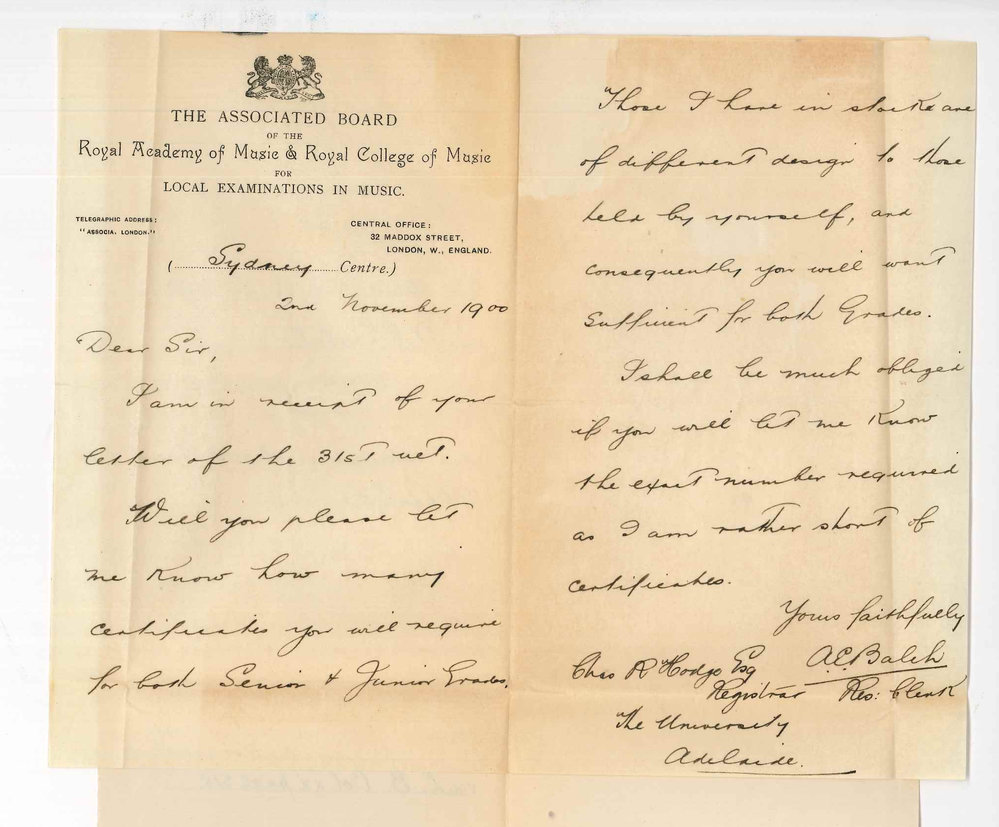 THE ASSOCIATED BOARD
OF THE
Royal Academy of Music & Royal College of Music
FOR
LOCAL EXAMINATIONS IN MUSIC.
TELEGRAPHIC ADDRESS:
"ASSOCIA, LONDON."
CENTRAL OFFICE:
32 MADDOX STREET,
LONDON, W., ENGLAND.
(Sydney Centre.)
2nd November 1900
Dear Sir,
I am in receipt of your
letter of the 31st ult.
Will you please let
me know how many
certificates you will require
for both Senior & Junior Grades.
Those I have in stock are
of different design to those
held by yourself, and
consequently you will want
sufficient for both Grades.
I shall be much obliged
if you will let me know
the exact number required
as I am rather short of
certificates.
Yours faithfully
A.E. Balch
Res: Clerk
Chas R Hodge Esq
Registrar
The University
Adelaide.